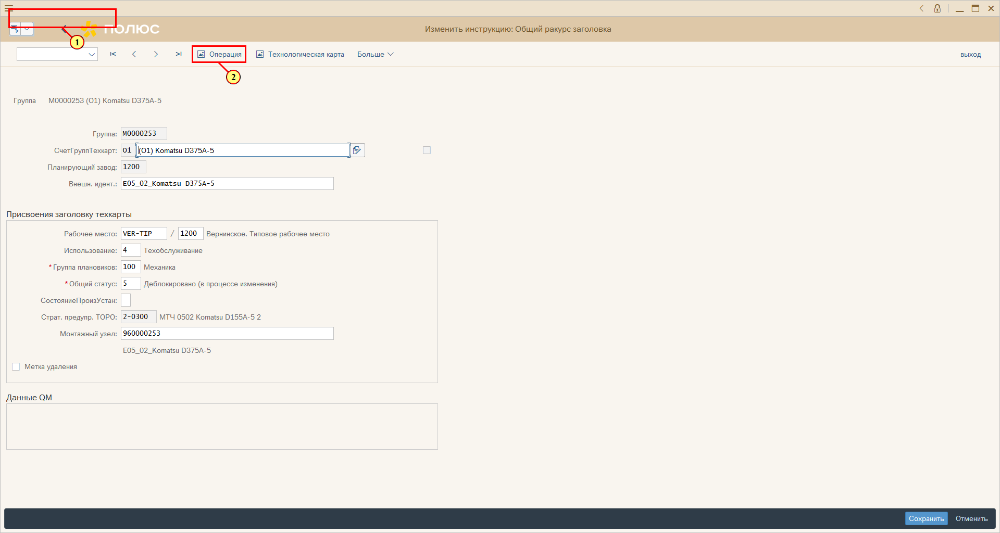 ПОЛЮС
Изменить инструкцию: Общий ракурс заголовка
1
Операция
Технологическая карта
Больше
выход
2
Группа M0000253 (O1) Komatsu D375A-5
Группа: M0000253
СчетГруппТехкарт: 01 (O1) Komatsu D375A-5
Планирующий завод: 1200
Внешн. идент.: E05_02_Komatsu D375A-5
Присвоения заголовку техкарты
Рабочее место: VER-TIP / 1200 Вернинское. Типовое рабочее место
Использование: 4 Техобслуживание
*Группа плановиков: 100 Механика
*Общий статус: 5 Деблокировано (в процессе изменения)
СостояниеПроизУстан:
Страт. предупр. ТОРО: 2-0300 МТЧ 0502 Komatsu D155A-5 2
Монтажный узел: 960000253
E05_02_Komatsu D375A-5
Метка удаления
Данные QM
Сохранить Отменить